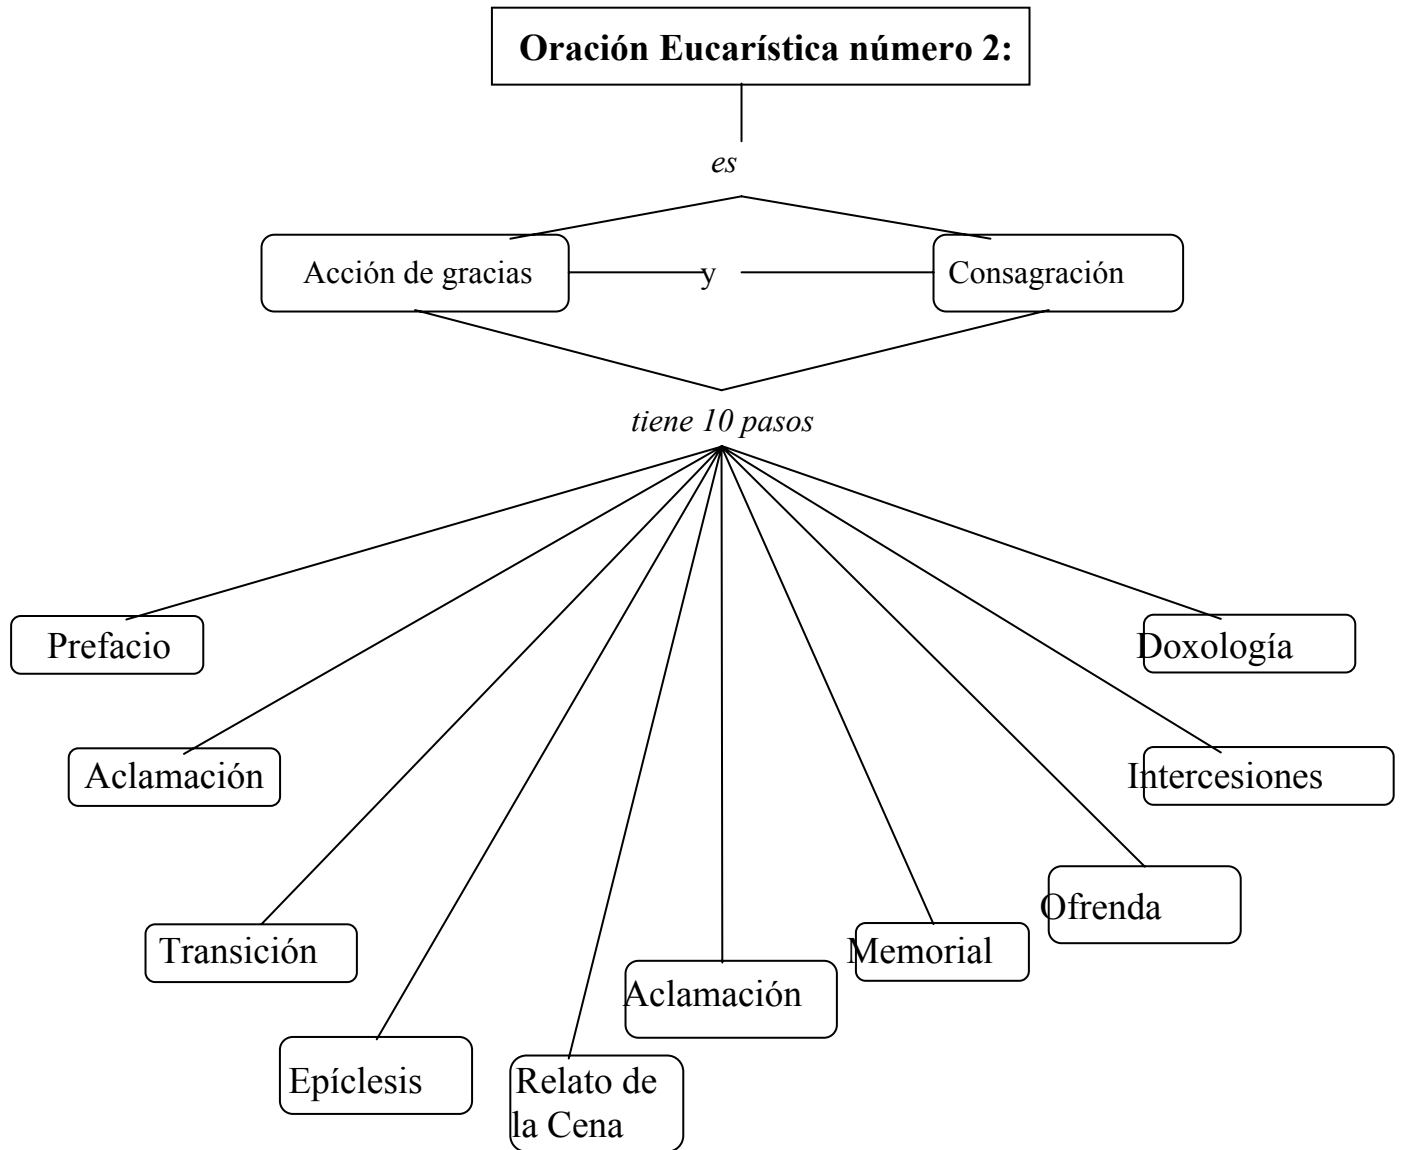 Oración Eucarística número 2:
es
Acción de gracias
y
Consagración
tiene 10 pasos
Prefacio
Aclamación
Transición
Epíclesis
Relato de
la Cena
Aclamación
Memorial
Ofrenda
Intercesiones
Doxología